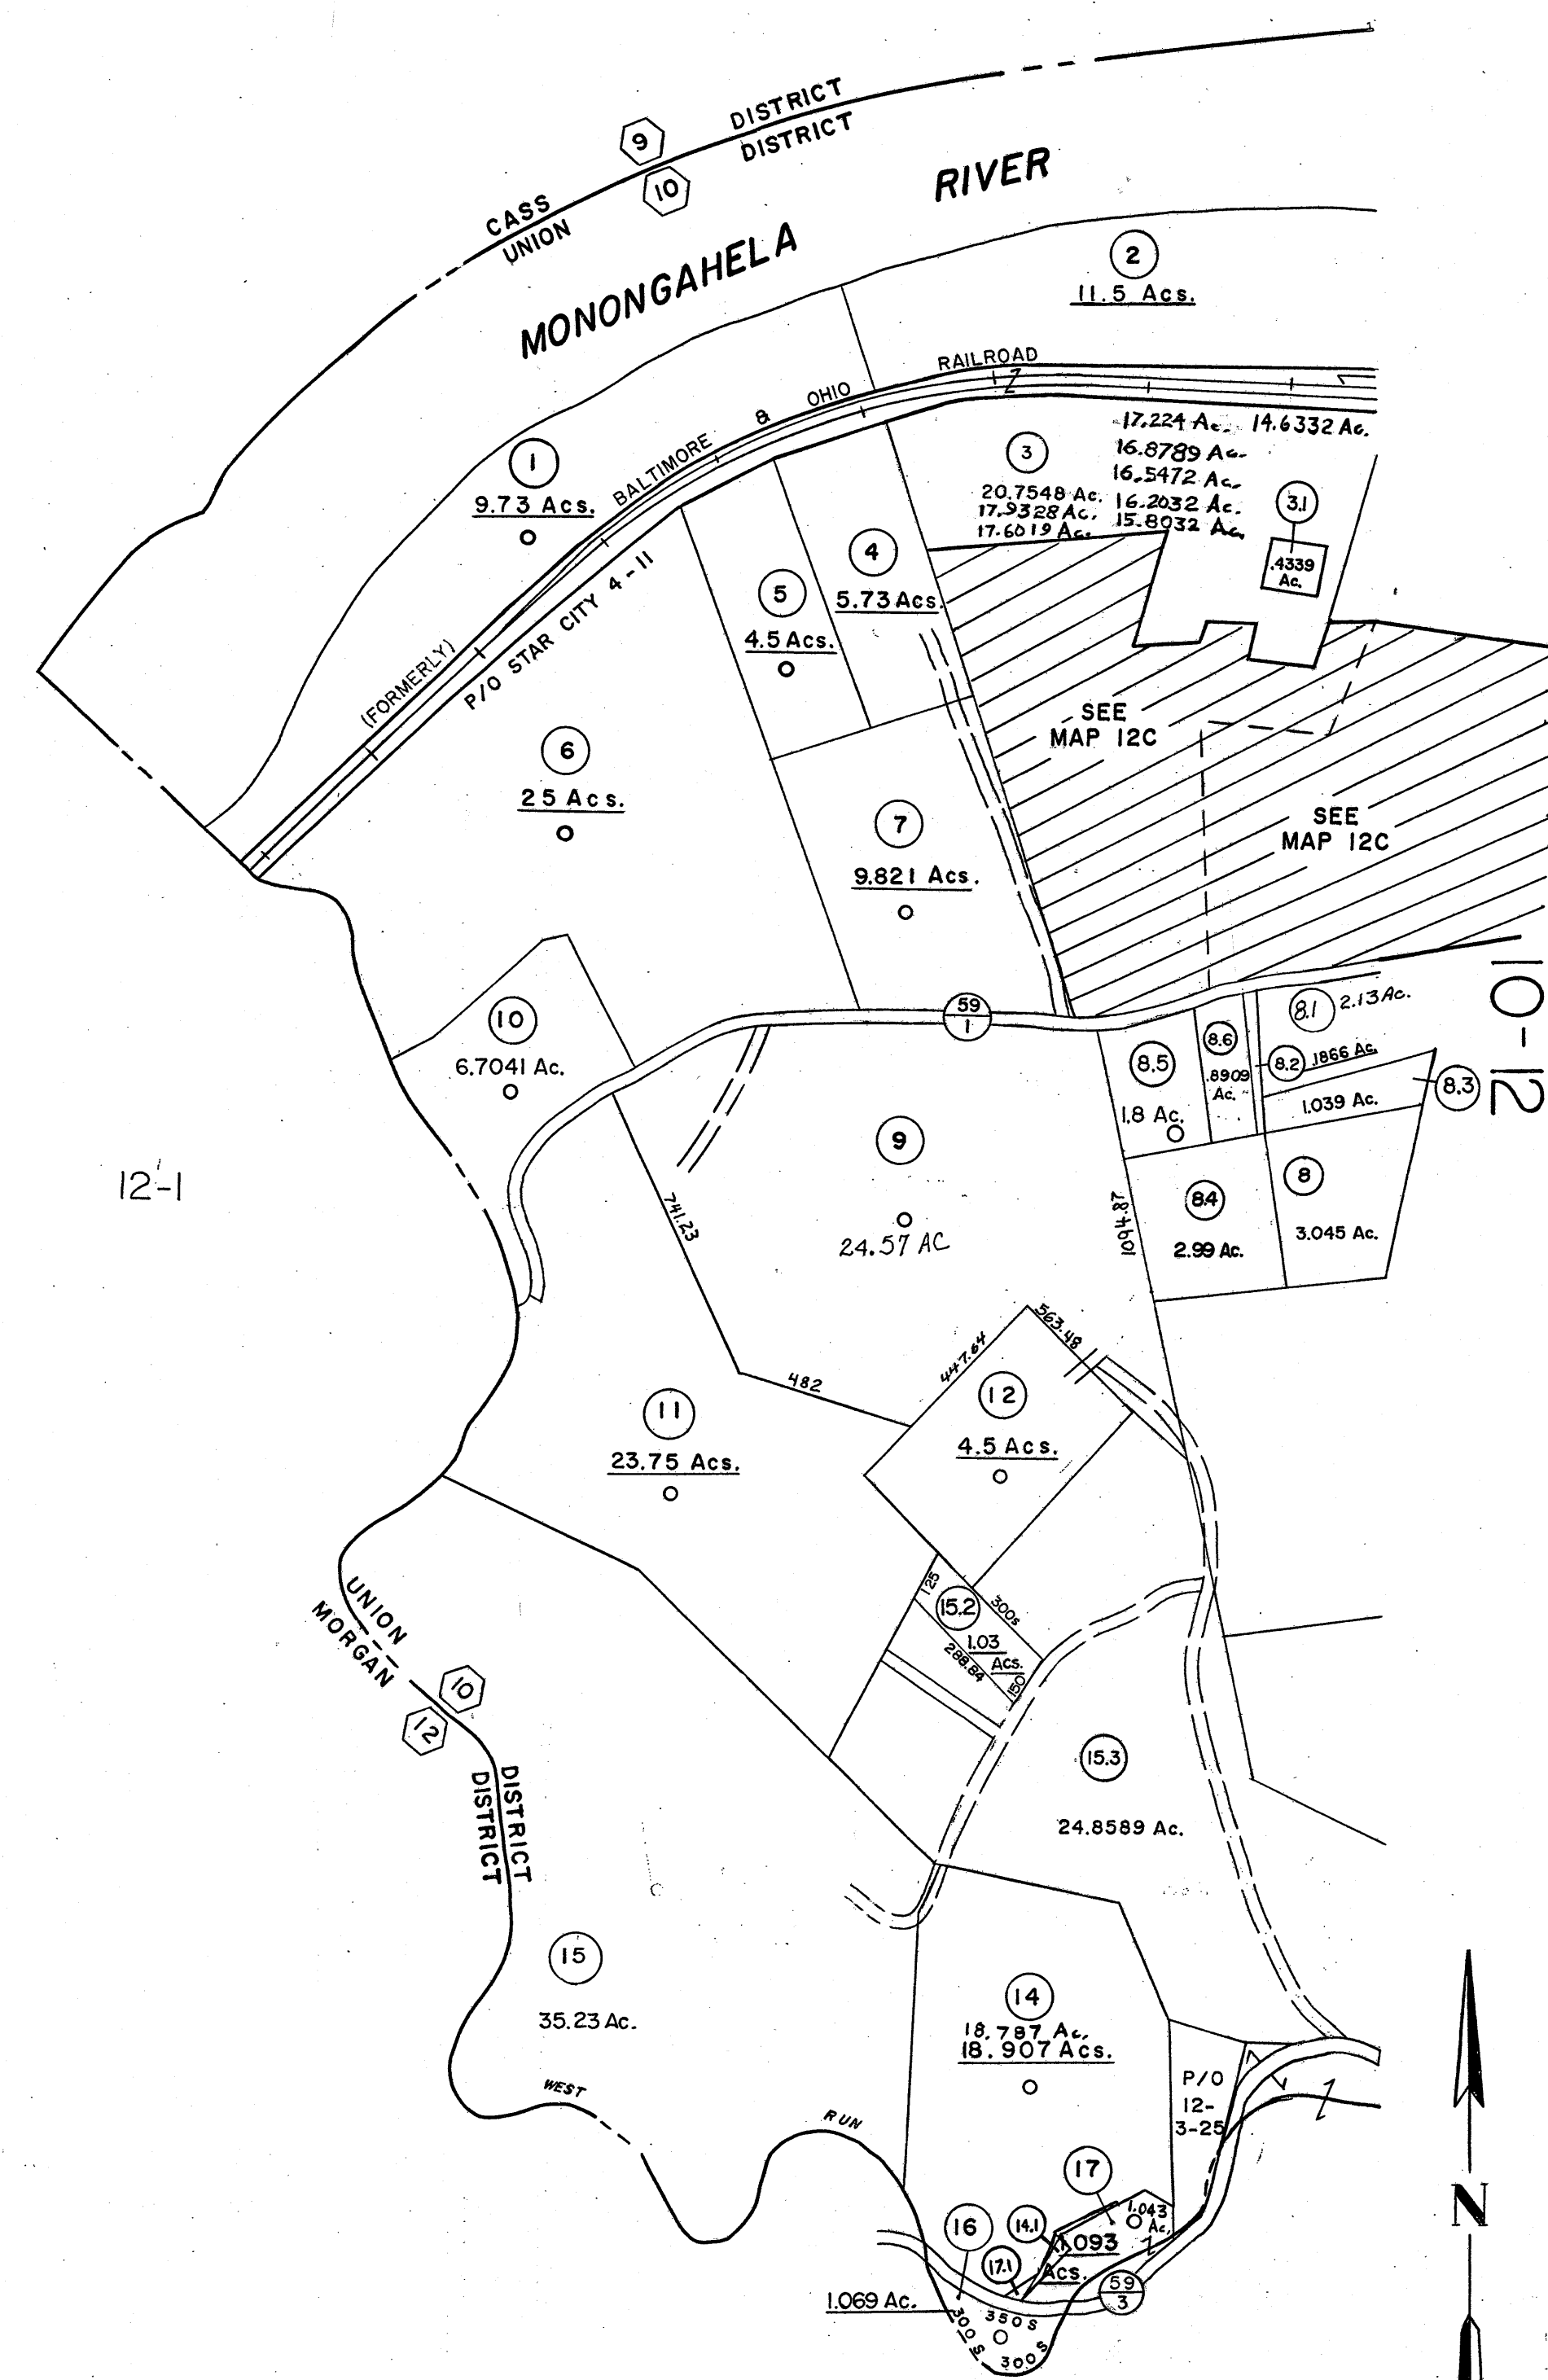 9
CASS DISTRICT
UNION DISTRICT
10
MONONGAHELA RIVER
2
11.5 Acs.
BALTIMORE & OHIO RAILROAD
(FORMERLY)
P/O STAR CITY 4-11
1
9.73 Acs.
3
20.7548 Ac.
17.9328 Ac.
17.6019 Ac.
17.224 Ac.
16.8789 Ac.
16.5472 Ac.
16.2032 Ac.
15.8032 Ac.
14.6332 Ac.
3.1
.4339
Ac.
4
5.73 Acs.
5
4.5 Acs.
6
25 Acs.
7
9.821 Acs.
SEE
MAP 12C
SEE
MAP 12C
10-12
59
1
10
6.7041 Ac.
8.1
2.13 Ac.
8.2
.1866 Ac.
8.3
1.039 Ac.
8.6
.8909
Ac.
8.5
1.8 Ac.
8.4
2.99 Ac.
8
3.045 Ac.
1094.87
9
24.57 AC
741.23
482
12-1
447.64
563.48
12
4.5 Acs.
11
23.75 Acs.
125
15.2
300s
1.03
Acs.
288.84
150
UNION
MORGAN
10
12
DISTRICT
DISTRICT
15.3
24.8589 Ac.
15
35.23 Ac.
WEST
RUN
14
18.787 Ac.
18.907 Acs.
P/O
12-
3-25
17
1.043
Ac.
1.093
Acs.
14.1
17.1
16
1.069 Ac.
59
3
300 S
350 S
300 S
N